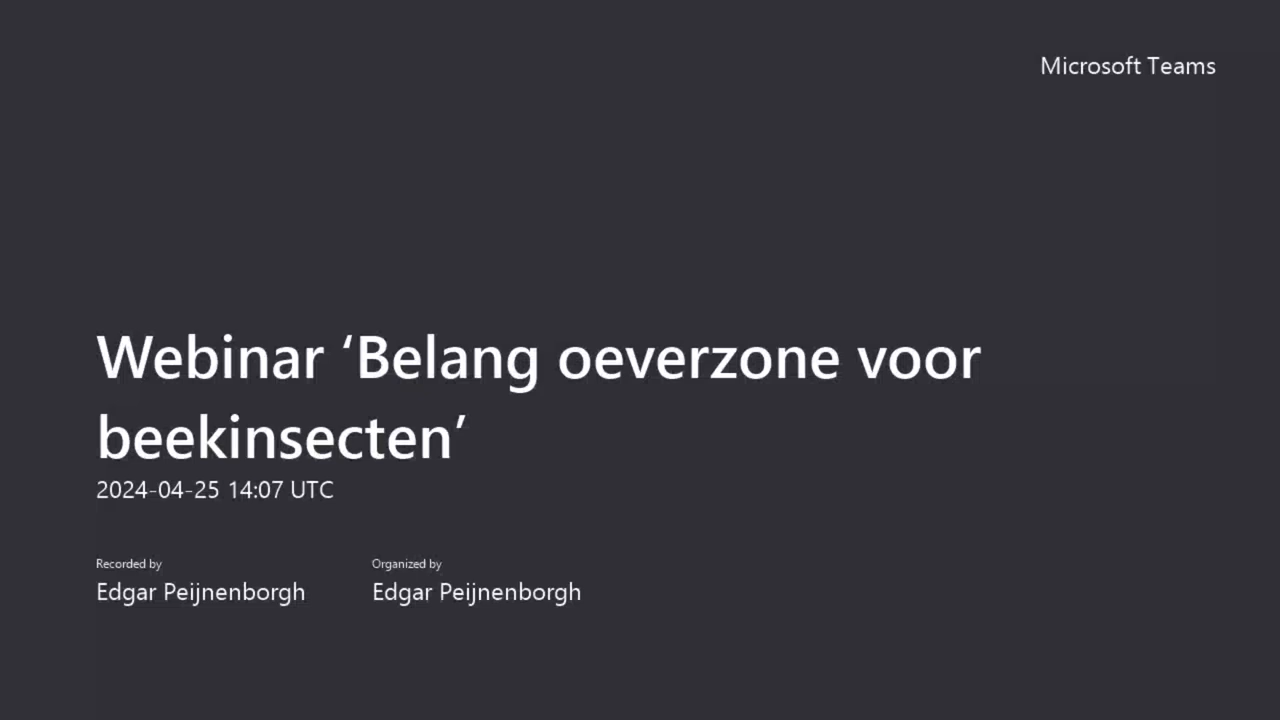 Microsoft Teams
Webinar ‘Belang oeverzone voor
beekinsecten’
2024-04-25 14:07 UTC
Recorded by
Organized by
Edgar Peijnenborgh
Edgar Peijnenborgh